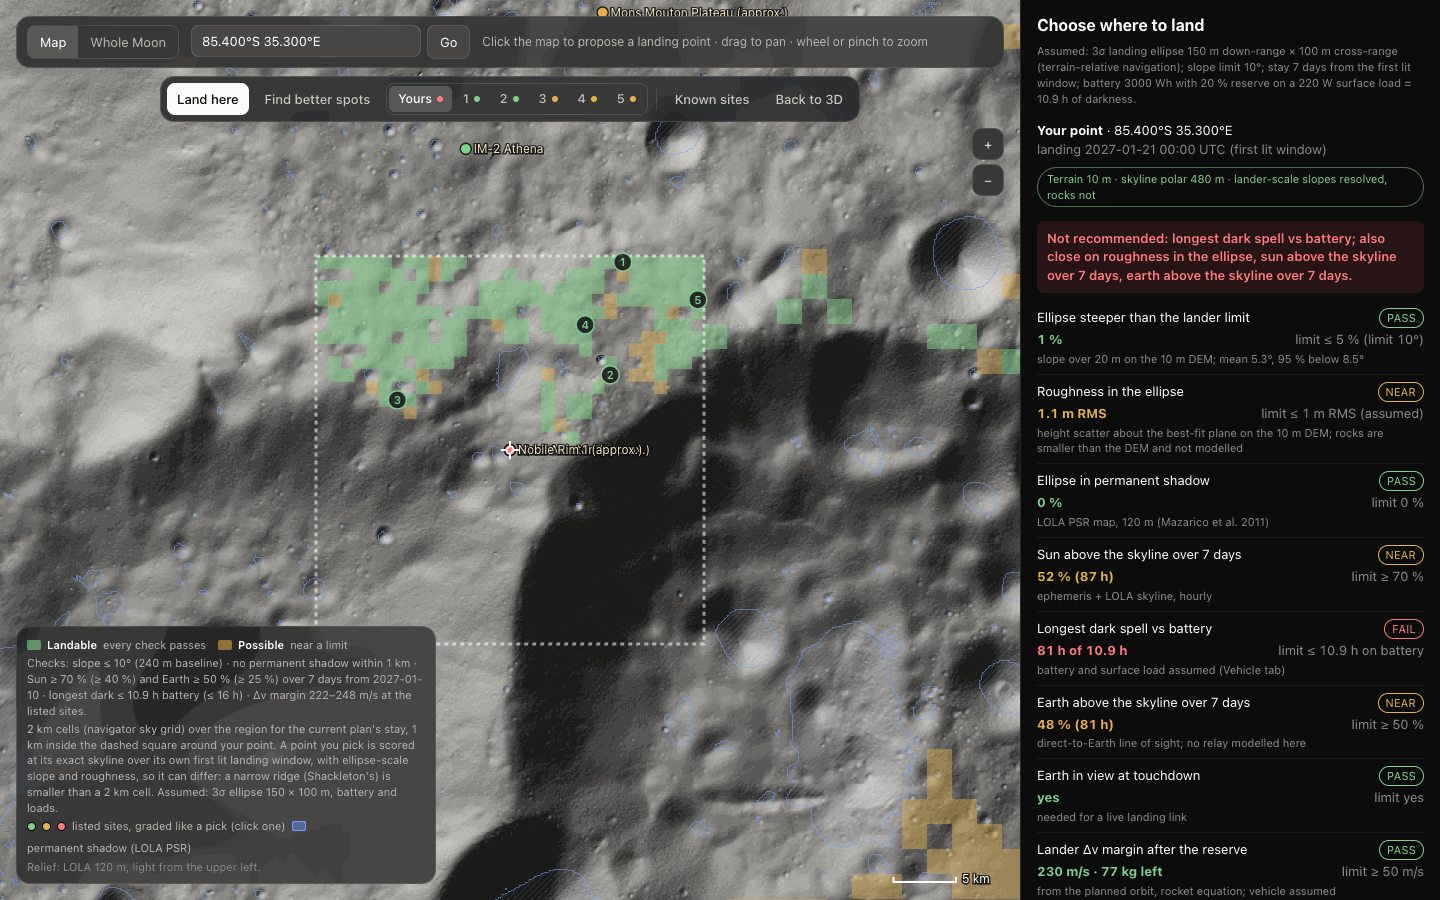 Mons Mouton Plateau (approx.)
Map
Whole Moon
85.400°S 35.300°E
Go
Click the map to propose a landing point · drag to pan · wheel or pinch to zoom
Land here
Find better spots
Yours
1
2
3
4
5
Known sites
Back to 3D
IM-2 Athena
+
−
1
5
4
2
3
Nobile Rim 1 (approx.)
Landable every check passes Possible near a limit
Checks: slope ≤ 10° (240 m baseline) · no permanent shadow within 1 km ·
Sun ≥ 70 % (≥ 40 %) and Earth ≥ 50 % (≥ 25 %) over 7 days from 2027-01-
10 · longest dark ≤ 10.9 h battery (≤ 16 h) · Δv margin 222–248 m/s at the
listed sites.
2 km cells (navigator sky grid) over the region for the current plan's stay, 1
km inside the dashed square around your point. A point you pick is scored
at its exact skyline over its own first lit landing window, with ellipse-scale
slope and roughness, so it can differ: a narrow ridge (Shackleton's) is
smaller than a 2 km cell. Assumed: 3σ ellipse 150 × 100 m, battery and
loads.
listed sites, graded like a pick (click one)
permanent shadow (LOLA PSR)
Relief: LOLA 120 m, light from the upper left.
5 km
Choose where to land
Assumed: 3σ landing ellipse 150 m down-range × 100 m cross-range
(terrain-relative navigation); slope limit 10°; stay 7 days from the first lit
window; battery 3000 Wh with 20 % reserve on a 220 W surface load =
10.9 h of darkness.
Your point · 85.400°S 35.300°E
landing 2027-01-21 00:00 UTC (first lit window)
Terrain 10 m · skyline polar 480 m · lander-scale slopes resolved,
rocks not
Not recommended: longest dark spell vs battery; also
close on roughness in the ellipse, sun above the skyline
over 7 days, earth above the skyline over 7 days.
Ellipse steeper than the lander limit PASS
1 % limit ≤ 5 % (limit 10°)
slope over 20 m on the 10 m DEM; mean 5.3°, 95 % below 8.5°
Roughness in the ellipse NEAR
1.1 m RMS limit ≤ 1 m RMS (assumed)
height scatter about the best-fit plane on the 10 m DEM; rocks are
smaller than the DEM and not modelled
Ellipse in permanent shadow PASS
0 % limit 0 %
LOLA PSR map, 120 m (Mazarico et al. 2011)
Sun above the skyline over 7 days NEAR
52 % (87 h) limit ≥ 70 %
ephemeris + LOLA skyline, hourly
Longest dark spell vs battery FAIL
81 h of 10.9 h limit ≤ 10.9 h on battery
battery and surface load assumed (Vehicle tab)
Earth above the skyline over 7 days NEAR
48 % (81 h) limit ≥ 50 %
direct-to-Earth line of sight; no relay modelled here
Earth in view at touchdown PASS
yes limit yes
needed for a live landing link
Lander Δv margin after the reserve PASS
230 m/s · 77 kg left limit ≥ 50 m/s
from the planned orbit, rocket equation; vehicle assumed